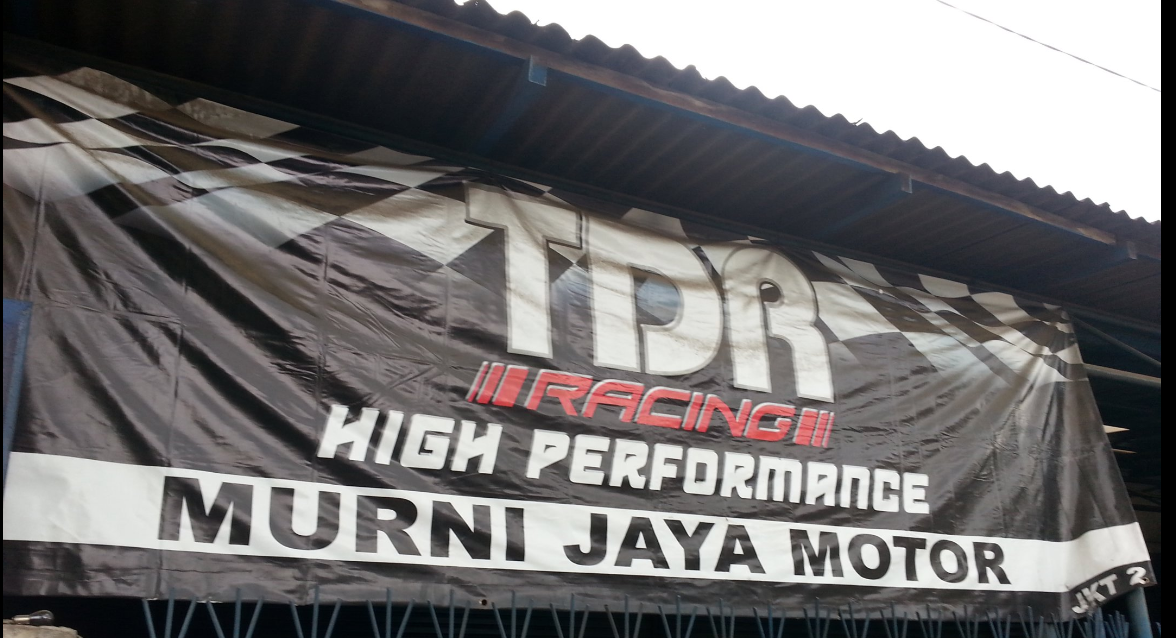 TDR
RACING
HIGH PERFORMANCE
MURNI JAYA MOTOR
JKT 2